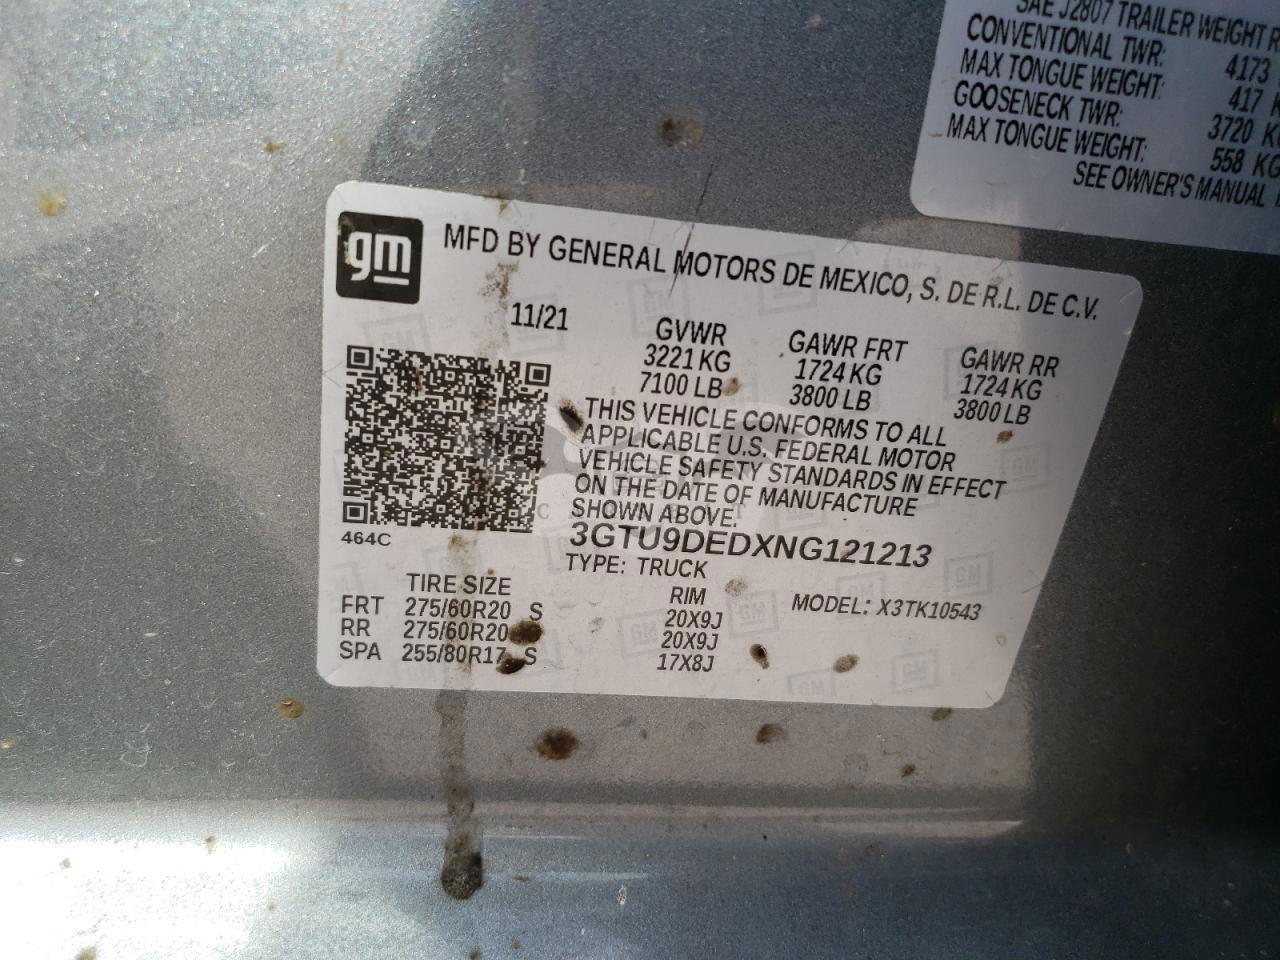 SAE J2807 TRAILER WEIGHT
CONVENTIONAL TWR: 4173
MAX TONGUE WEIGHT: 417
GOOSENECK TWR: 3720 KG
MAX TONGUE WEIGHT: 558 KG
SEE OWNER'S MANUAL
gm
MFD BY GENERAL MOTORS DE MEXICO, S. DE R.L. DE C.V.
11/21
GVWR GAWR FRT GAWR RR
3221 KG 1724 KG 1724 KG
7100 LB 3800 LB 3800 LB
THIS VEHICLE CONFORMS TO ALL
APPLICABLE U.S. FEDERAL MOTOR
VEHICLE SAFETY STANDARDS IN EFFECT
ON THE DATE OF MANUFACTURE
SHOWN ABOVE.
464C
3GTU9DEDXNG121213
TYPE: TRUCK
TIRE SIZE RIM MODEL: X3TK10543
FRT 275/60R20 S 20X9J
RR 275/60R20 20X9J
SPA 255/80R17 S 17X8J